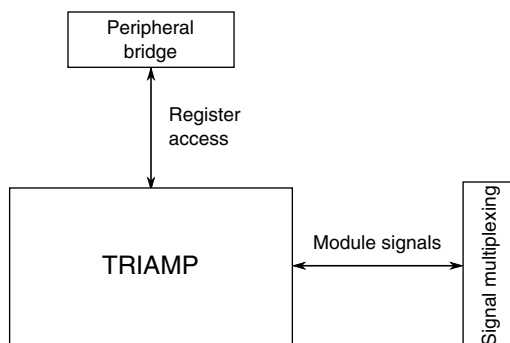 Peripheral
bridge
Register
access
TRIAMP
Module signals
Signal multiplexing